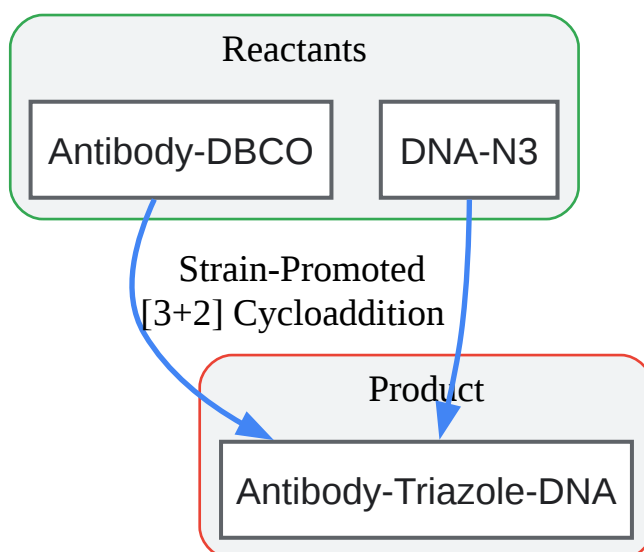 Reactants
Antibody-DBCO
DNA-N3
Strain-Promoted
[3+2] Cycloaddition
Product
Antibody-Triazole-DNA